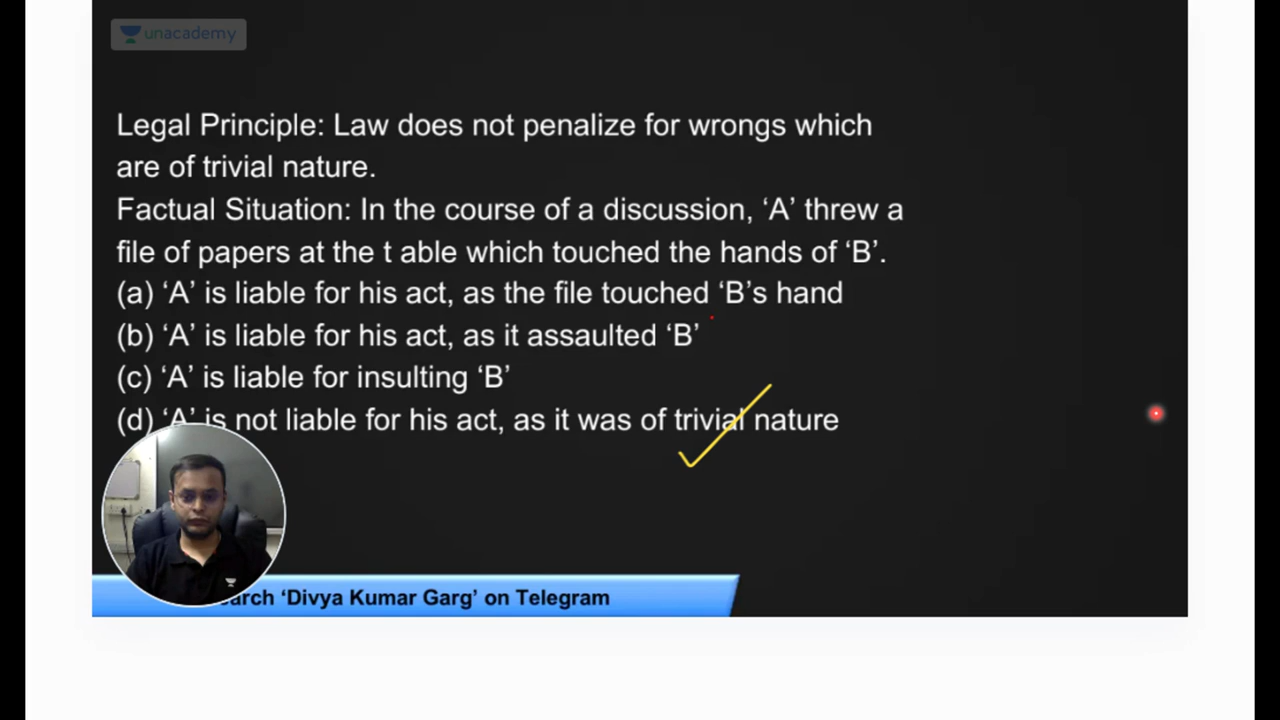 unacademy
Legal Principle: Law does not penalize for wrongs which
are of trivial nature.
Factual Situation: In the course of a discussion, ‘A’ threw a
file of papers at the t able which touched the hands of ‘B’.
(a) ‘A’ is liable for his act, as the file touched ‘B’s hand
(b) ‘A’ is liable for his act, as it assaulted ‘B’
(c) ‘A’ is liable for insulting ‘B’
(d) ‘A’ is not liable for his act, as it was of trivial nature
‘Divya Kumar Garg’ on Telegram